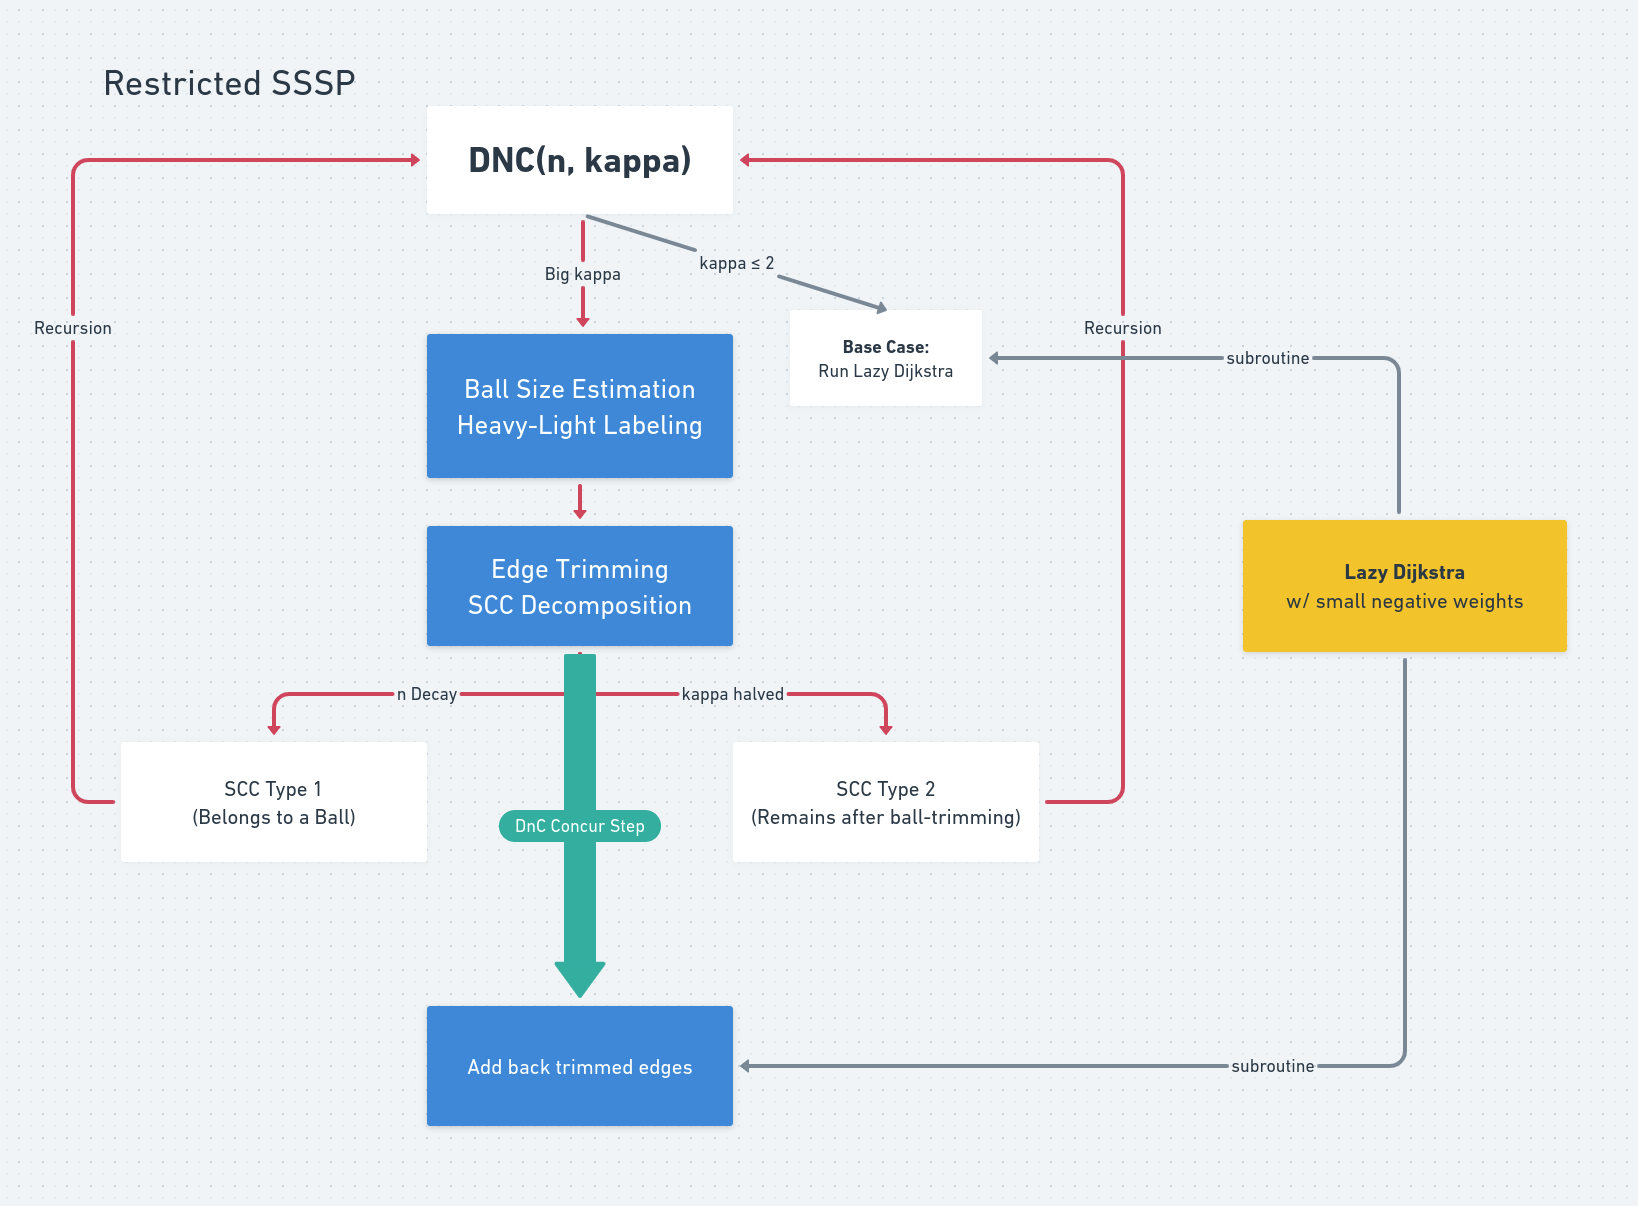 Restricted SSSP
DNC(n, kappa)
Big kappa
kappa ≤ 2
Recursion
Recursion
Base Case:
Run Lazy Dijkstra
subroutine
Ball Size Estimation
Heavy-Light Labeling
Edge Trimming
SCC Decomposition
Lazy Dijkstra
w/ small negative weights
n Decay
kappa halved
SCC Type 1
(Belongs to a Ball)
SCC Type 2
(Remains after ball-trimming)
DnC Concur Step
Add back trimmed edges
subroutine